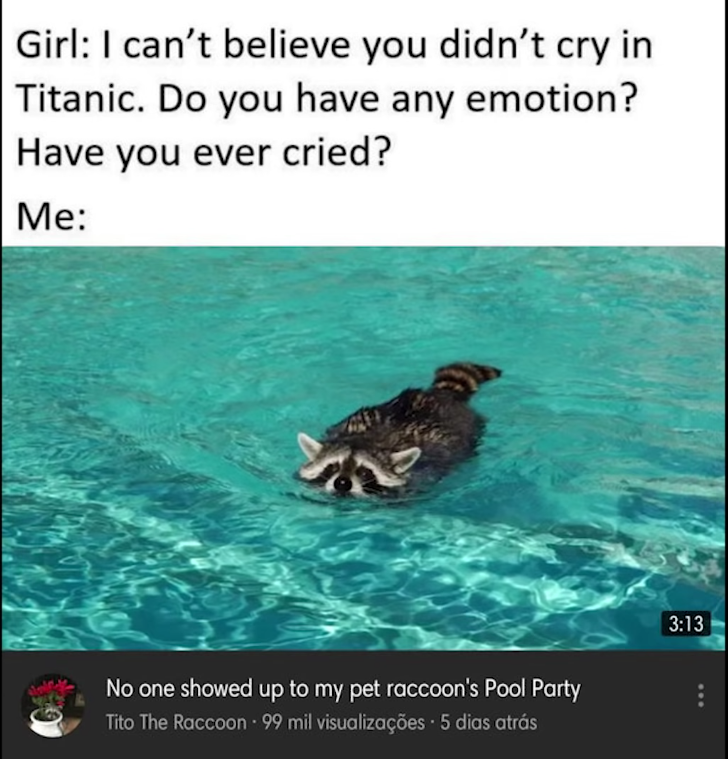 Girl: I can’t believe you didn’t cry in
Titanic. Do you have any emotion?
Have you ever cried?
Me:
3:13
No one showed up to my pet raccoon's Pool Party
Tito The Raccoon · 99 mil visualizações · 5 dias atrás